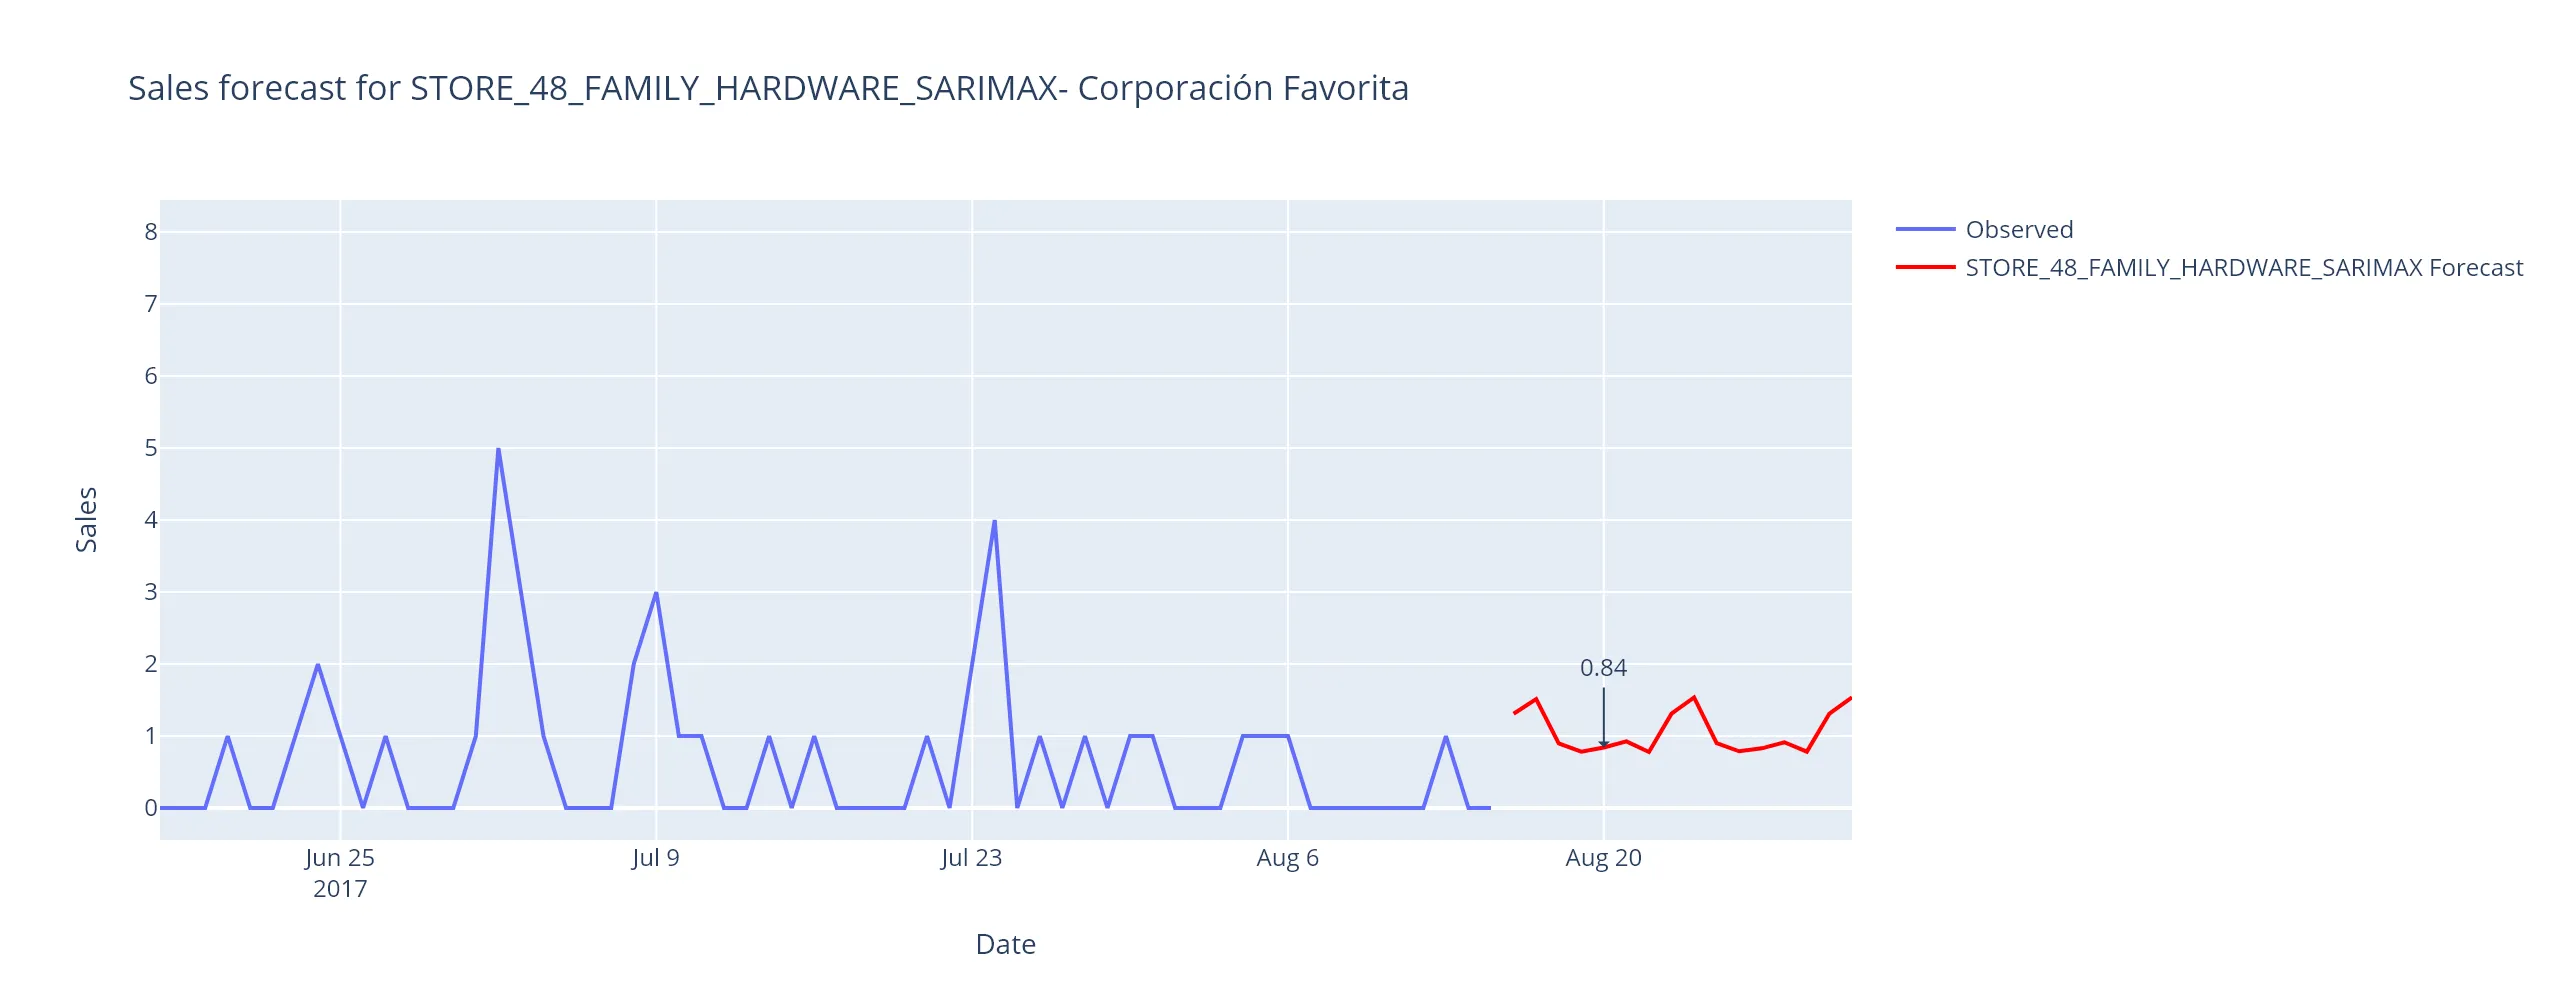 Sales forecast for STORE_48_FAMILY_HARDWARE_SARIMAX- Corporación Favorita
Observed
STORE_48_FAMILY_HARDWARE_SARIMAX Forecast
8
7
6
5
4
3
2
1
0
Sales
0.84
Jun 25
2017
Jul 9
Jul 23
Aug 6
Aug 20
Date